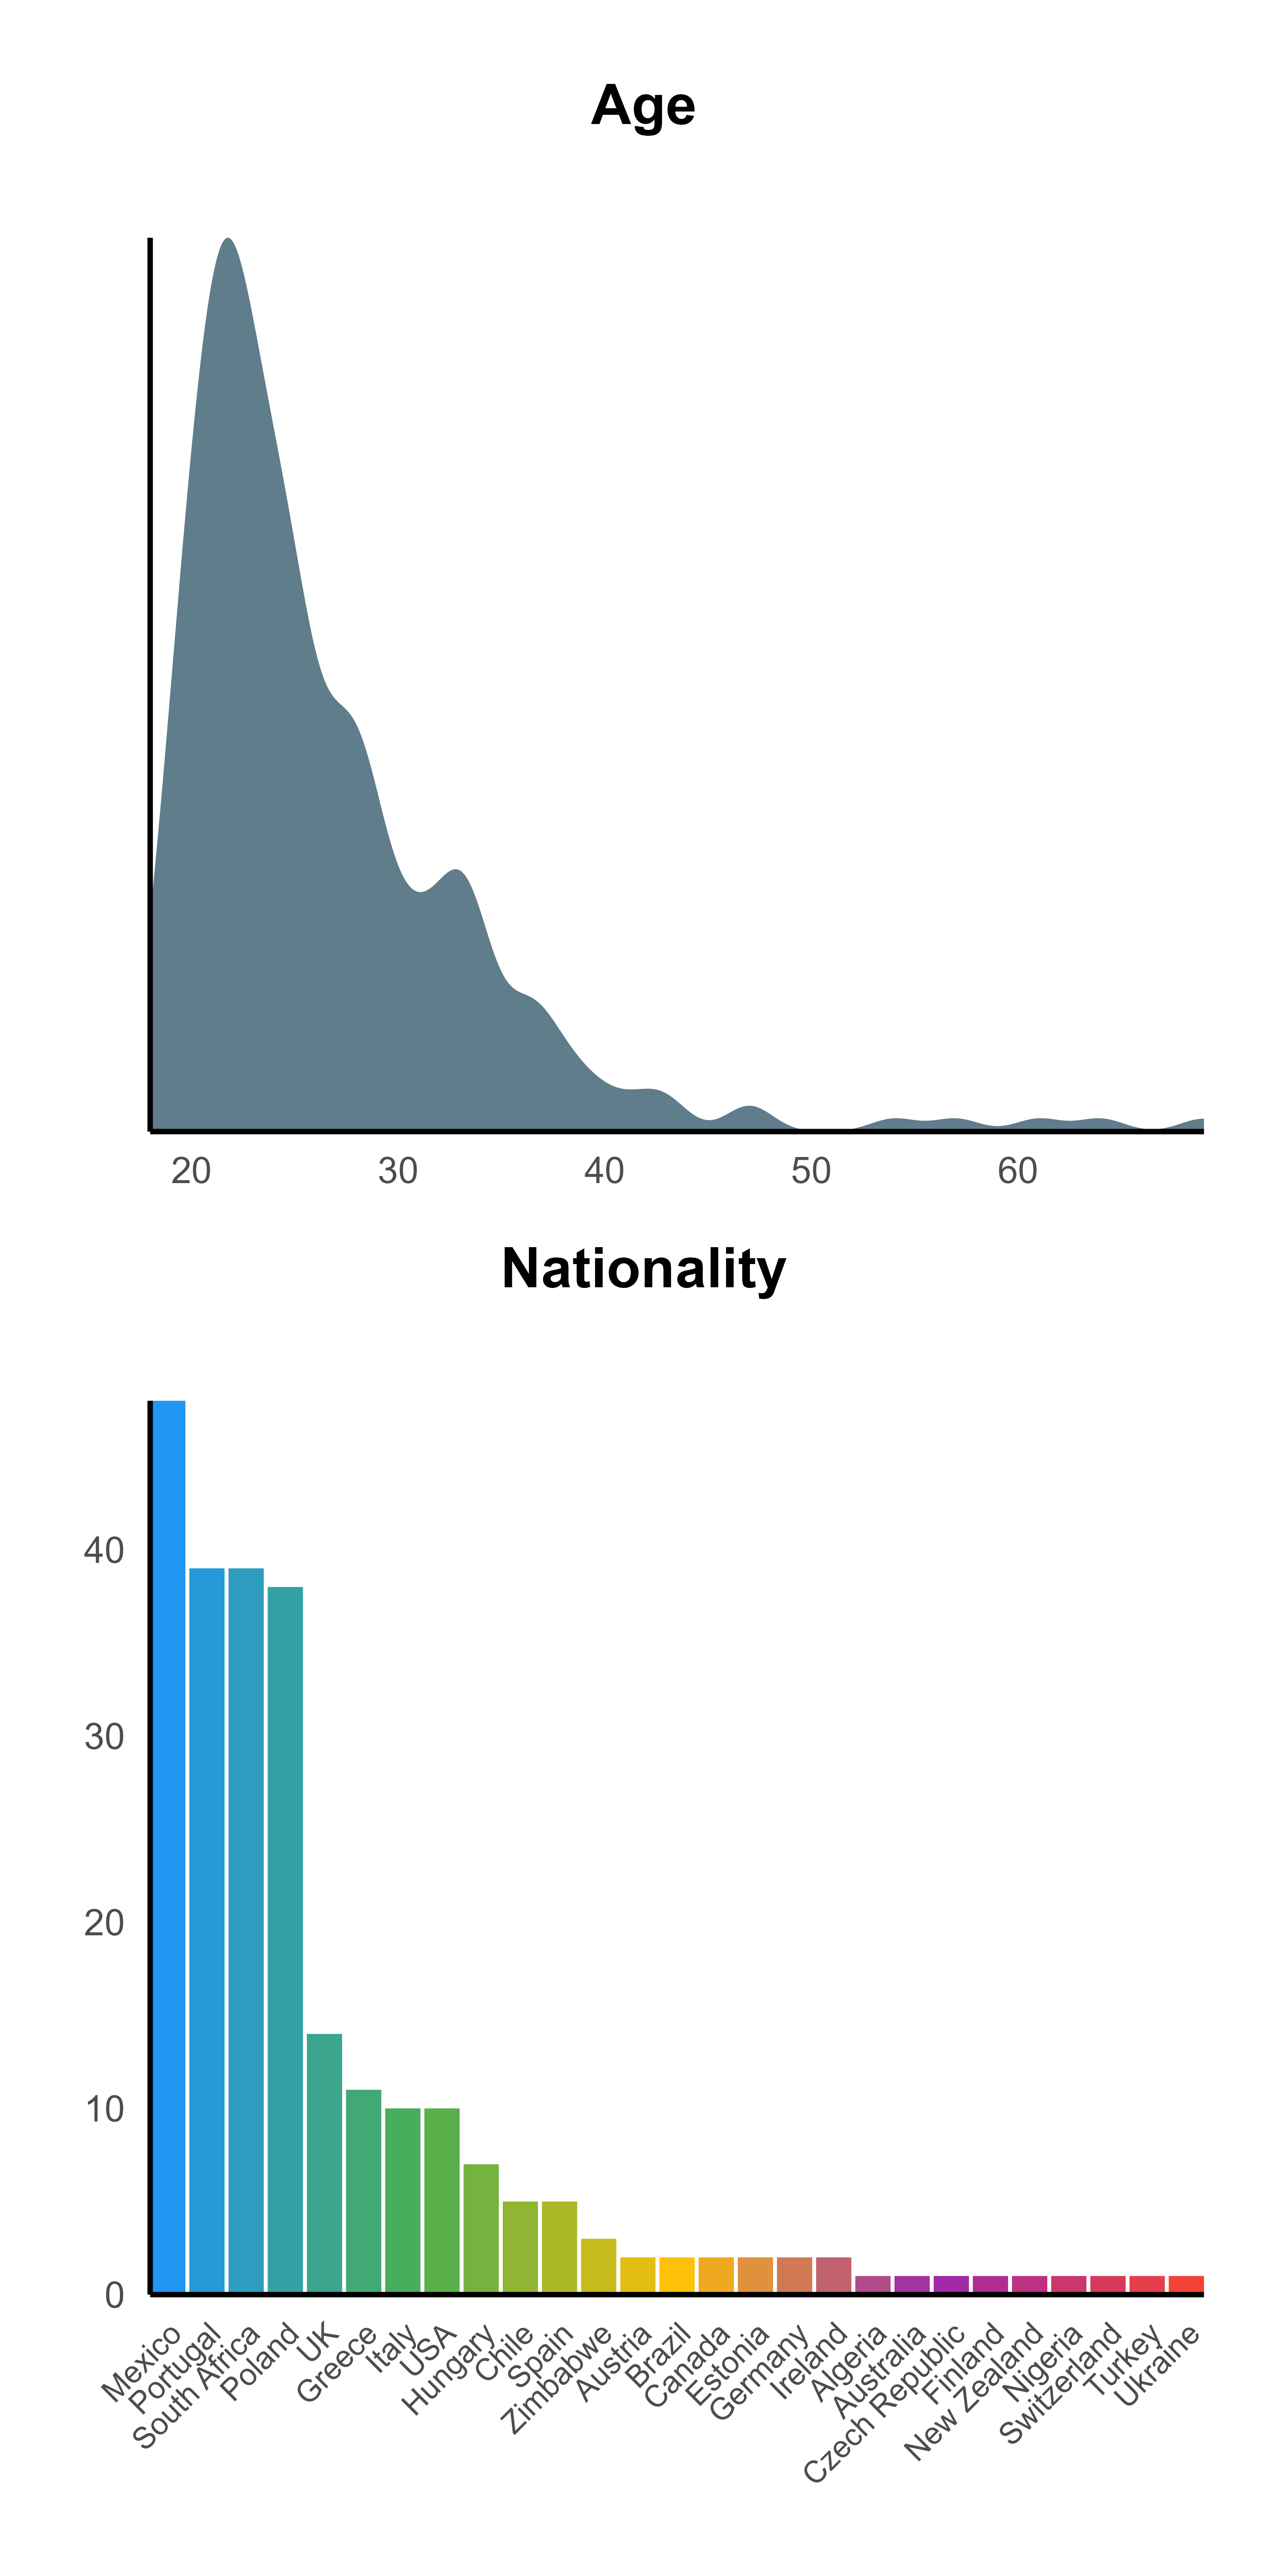 Age
20 30 40 50 60
Nationality
40
30
20
10
0
Mexico
Portugal
South Africa
Poland
UK
Greece
Italy
USA
Hungary
Chile
Spain
Zimbabwe
Austria
Brazil
Canada
Estonia
Germany
Ireland
Algeria
Australia
Czech Republic
Finland
New Zealand
Nigeria
Switzerland
Turkey
Ukraine